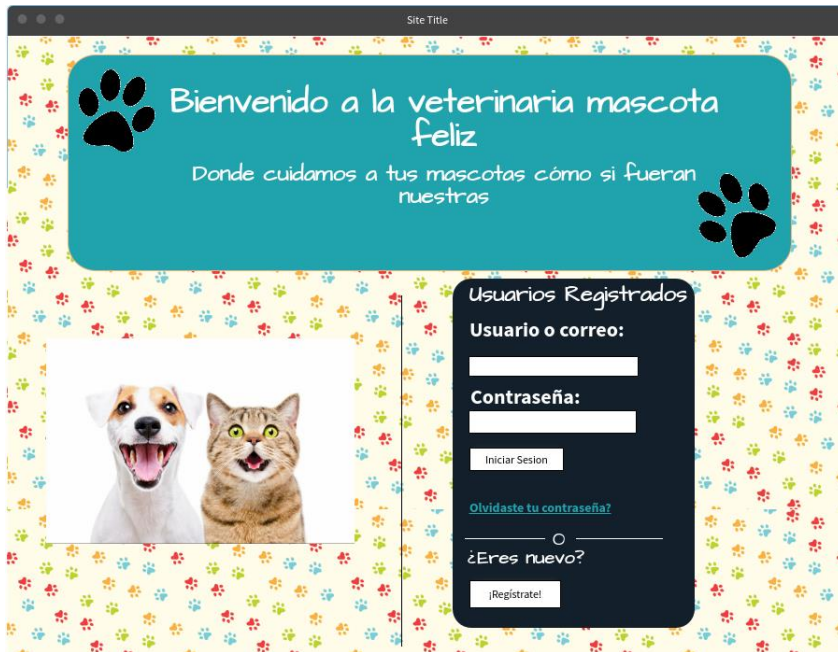 Site Title
Bienvenido a la veterinaria mascota
feliz
Donde cuidamos a tus mascotas cómo si fueran
nuestras
Usuarios Registrados
Usuario o correo:
Contraseña:
Iniciar Sesion
Olvidaste tu contraseña?
¿Eres nuevo?
¡Regístrate!